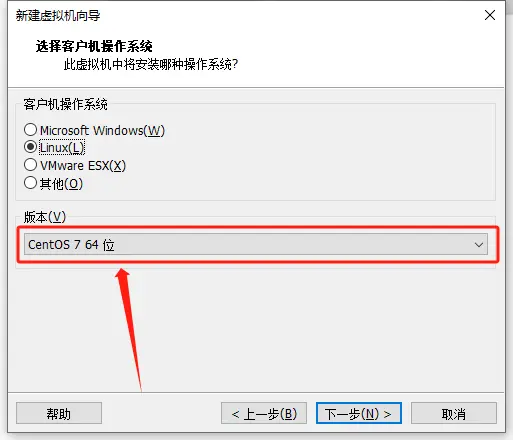 新建虚拟机向导
选择客户机操作系统
此虚拟机中将安装哪种操作系统?
客户机操作系统
Microsoft Windows(W)
Linux(L)
VMware ESX(X)
其他(O)
版本(V)
CentOS 7 64 位
帮助
< 上一步(B)
下一步(N) >
取消